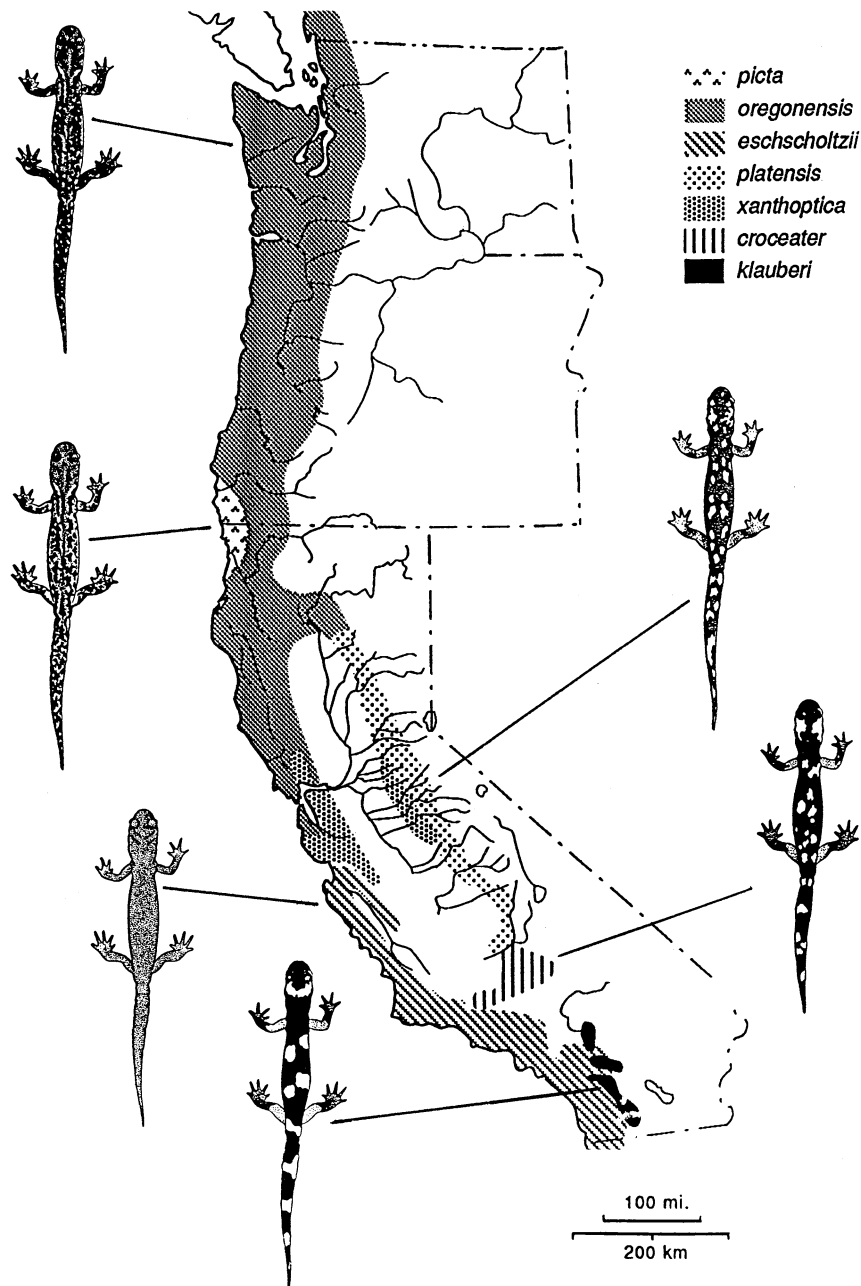 picta
oregonensis
eschscholtzii
platensis
xanthoptica
croceater
klauberi
100 mi.
200 km